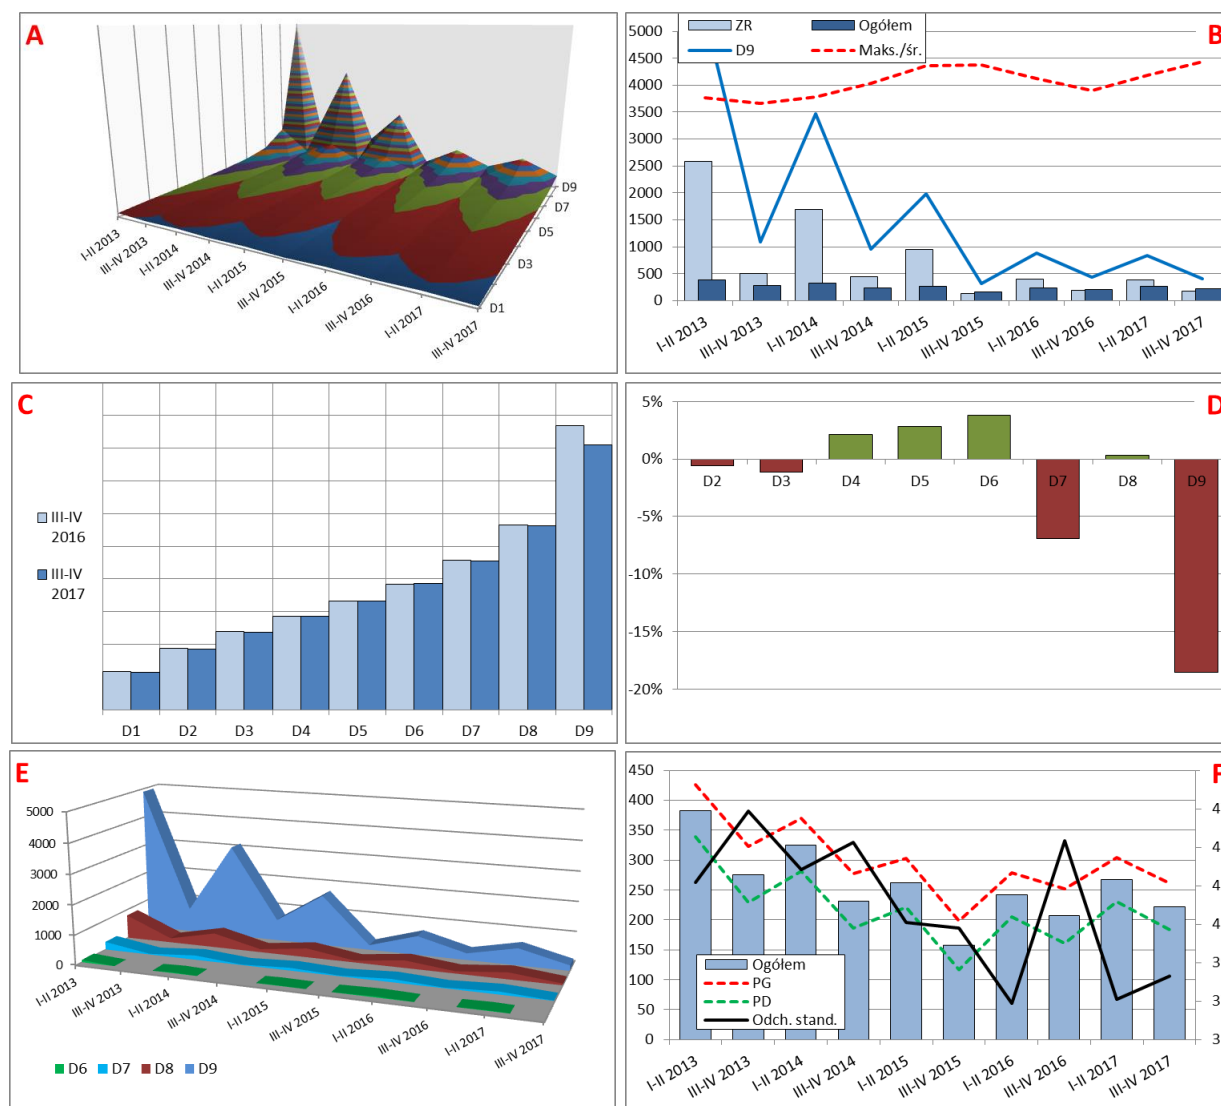 A
I-II 2013
III-IV 2013
I-II 2014
III-IV 2014
I-II 2015
III-IV 2015
I-II 2016
III-IV 2016
I-II 2017
III-IV 2017
D1
D3
D5
D7
D9
B
ZR
Ogółem
D9
Maks./śr.
5000
4500
4000
3500
3000
2500
2000
1500
1000
500
0
I-II 2013
III-IV 2013
I-II 2014
III-IV 2014
I-II 2015
III-IV 2015
I-II 2016
III-IV 2016
I-II 2017
III-IV 2017
C
III-IV
2016
III-IV
2017
D1 D2 D3 D4 D5 D6 D7 D8 D9
D
5%
0%
-5%
-10%
-15%
-20%
D2 D3 D4 D5 D6 D7 D8 D9
E
5000
4000
3000
2000
1000
0
I-II 2013
III-IV 2013
I-II 2014
III-IV 2014
I-II 2015
III-IV 2015
I-II 2016
III-IV 2016
I-II 2017
III-IV 2017
D6 D7 D8 D9
F
450
400
350
300
250
200
150
100
50
0
Ogółem
PG
PD
Odch. stand.
4
4
4
4
3
3
3
I-II 2013
III-IV 2013
I-II 2014
III-IV 2014
I-II 2015
III-IV 2015
I-II 2016
III-IV 2016
I-II 2017
III-IV 2017